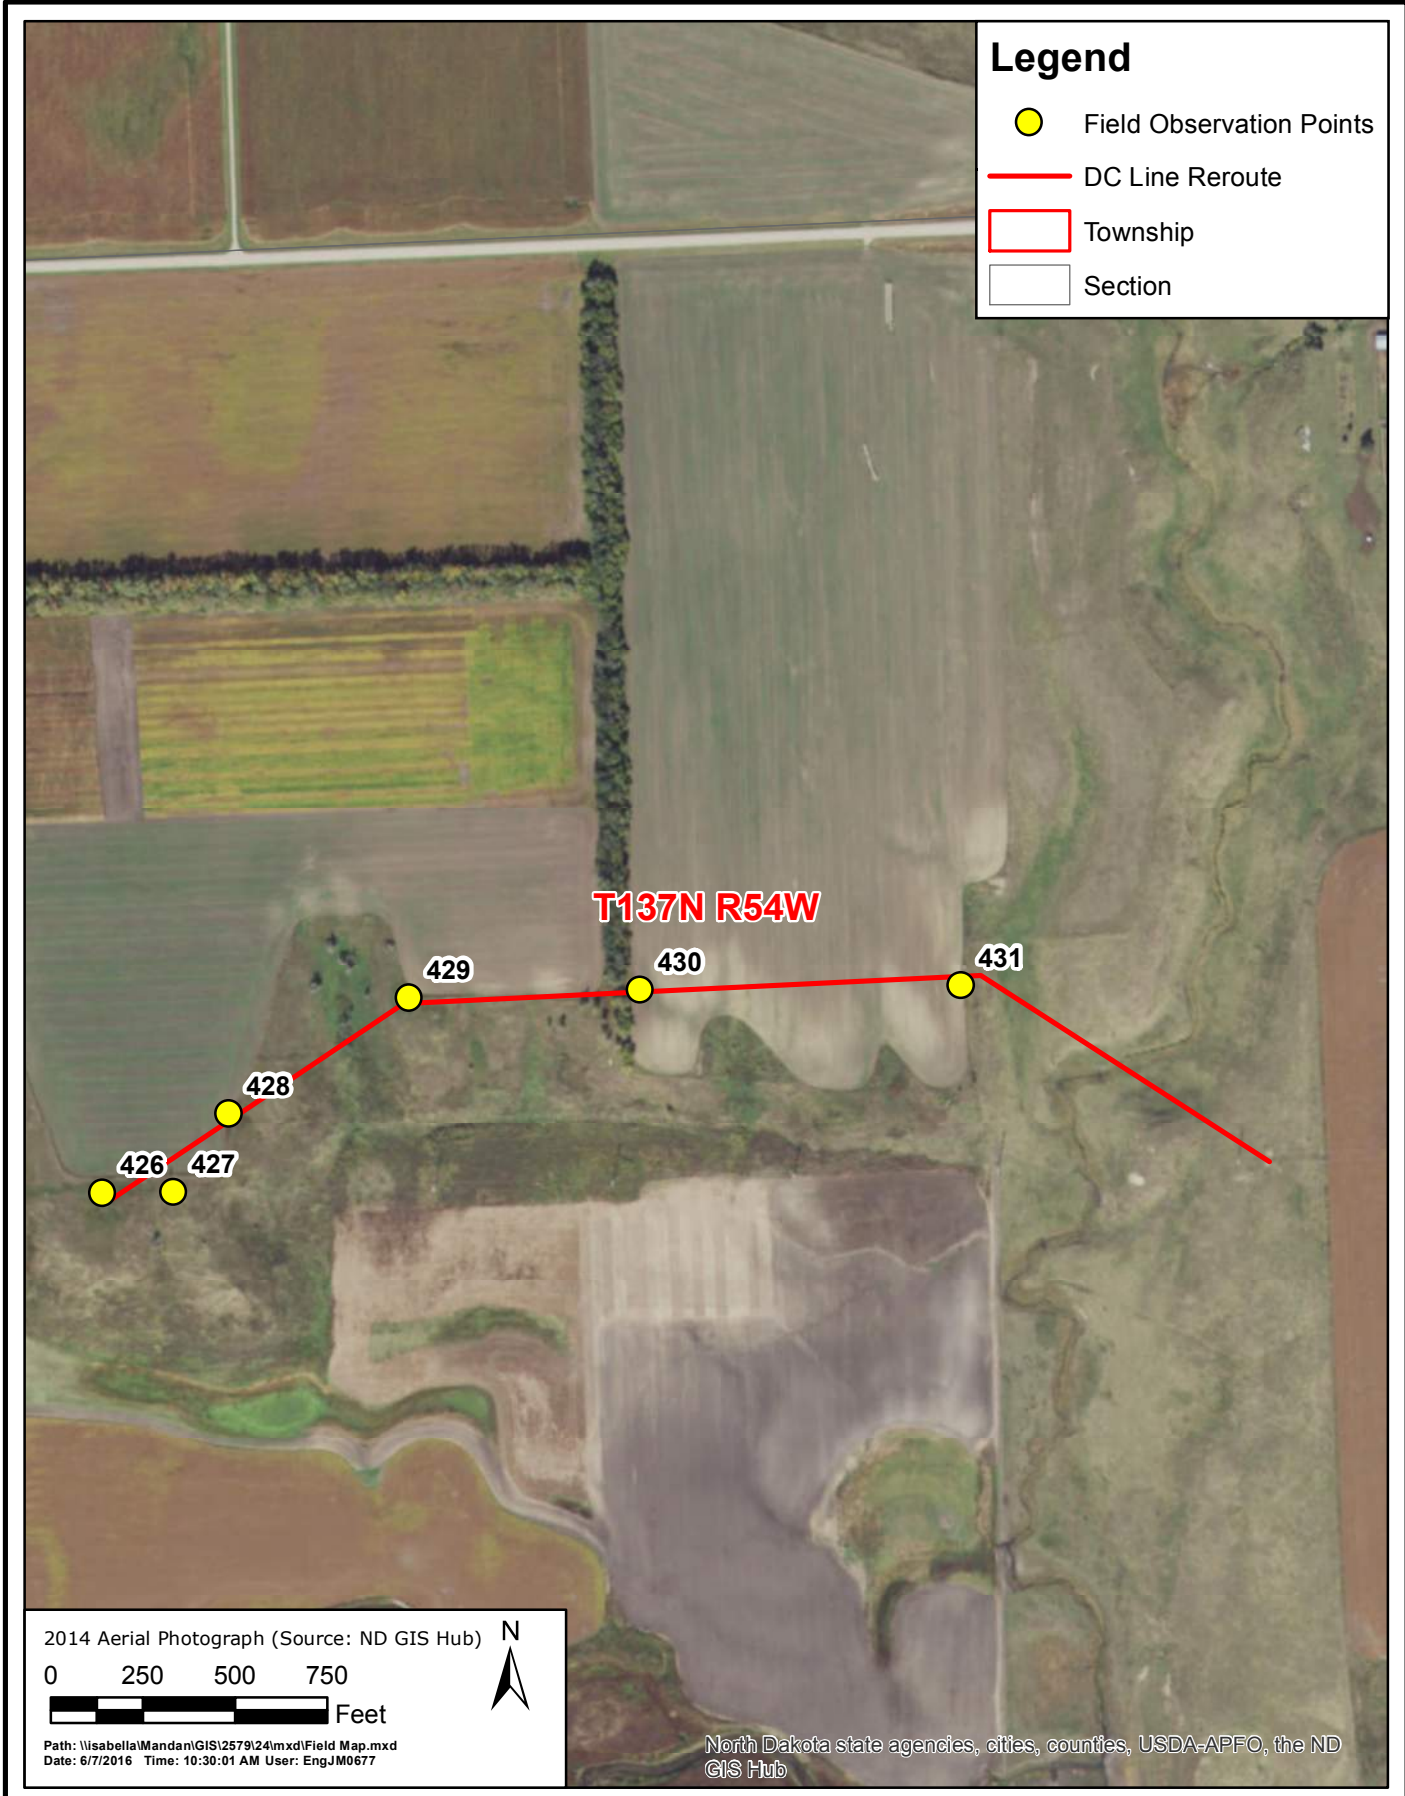 Legend
Field Observation Points
DC Line Reroute
Township
Section
T137N R54W
429
430
431
428
426
427
2014 Aerial Photograph (Source: ND GIS Hub)
N
0 250 500 750
Feet
Path: \\isabella\Mandan\GIS\2579\24\mxd\Field Map.mxd
Date: 6/7/2016 Time: 10:30:01 AM User: EngJM0677
North Dakota state agencies, cities, counties, USDA-APFO, the ND
GIS Hub